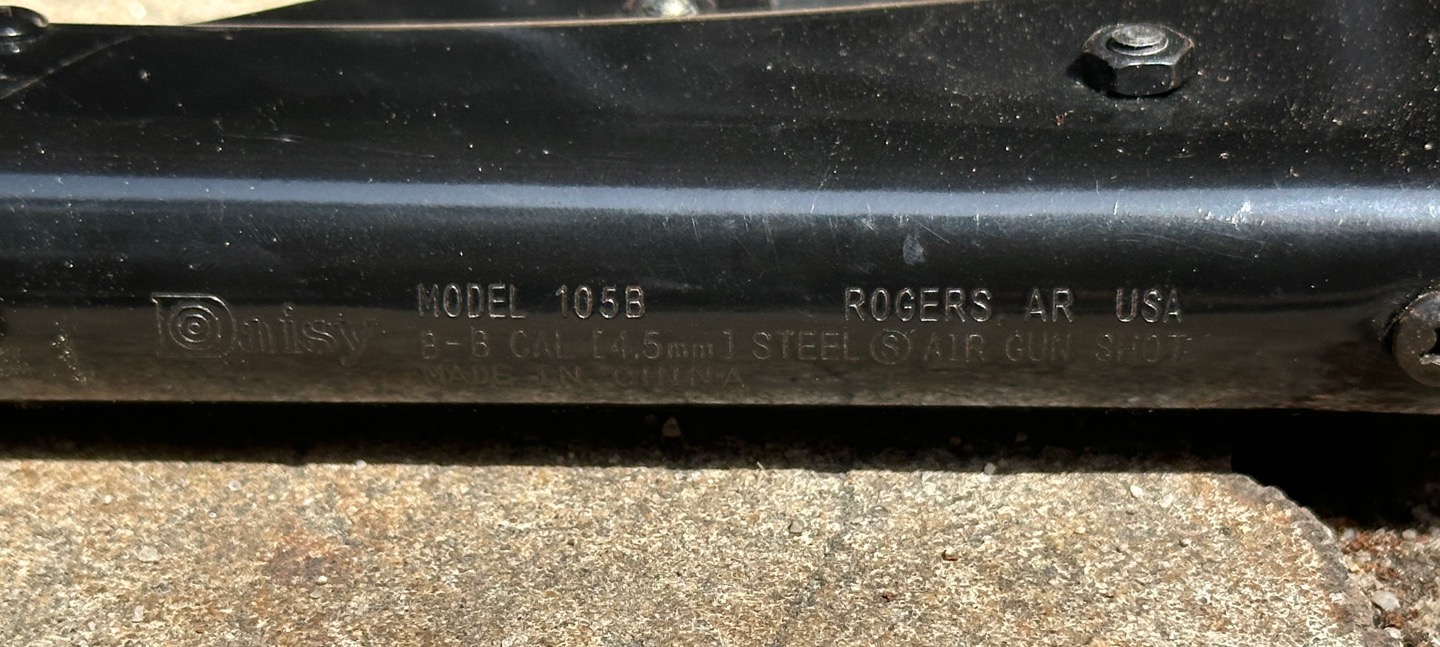 Daisy
MODEL 105B ROGERS AR USA
B-B CAL [4.5mm] STEEL Ⓢ AIR GUN SHOT
MADE IN CHINA